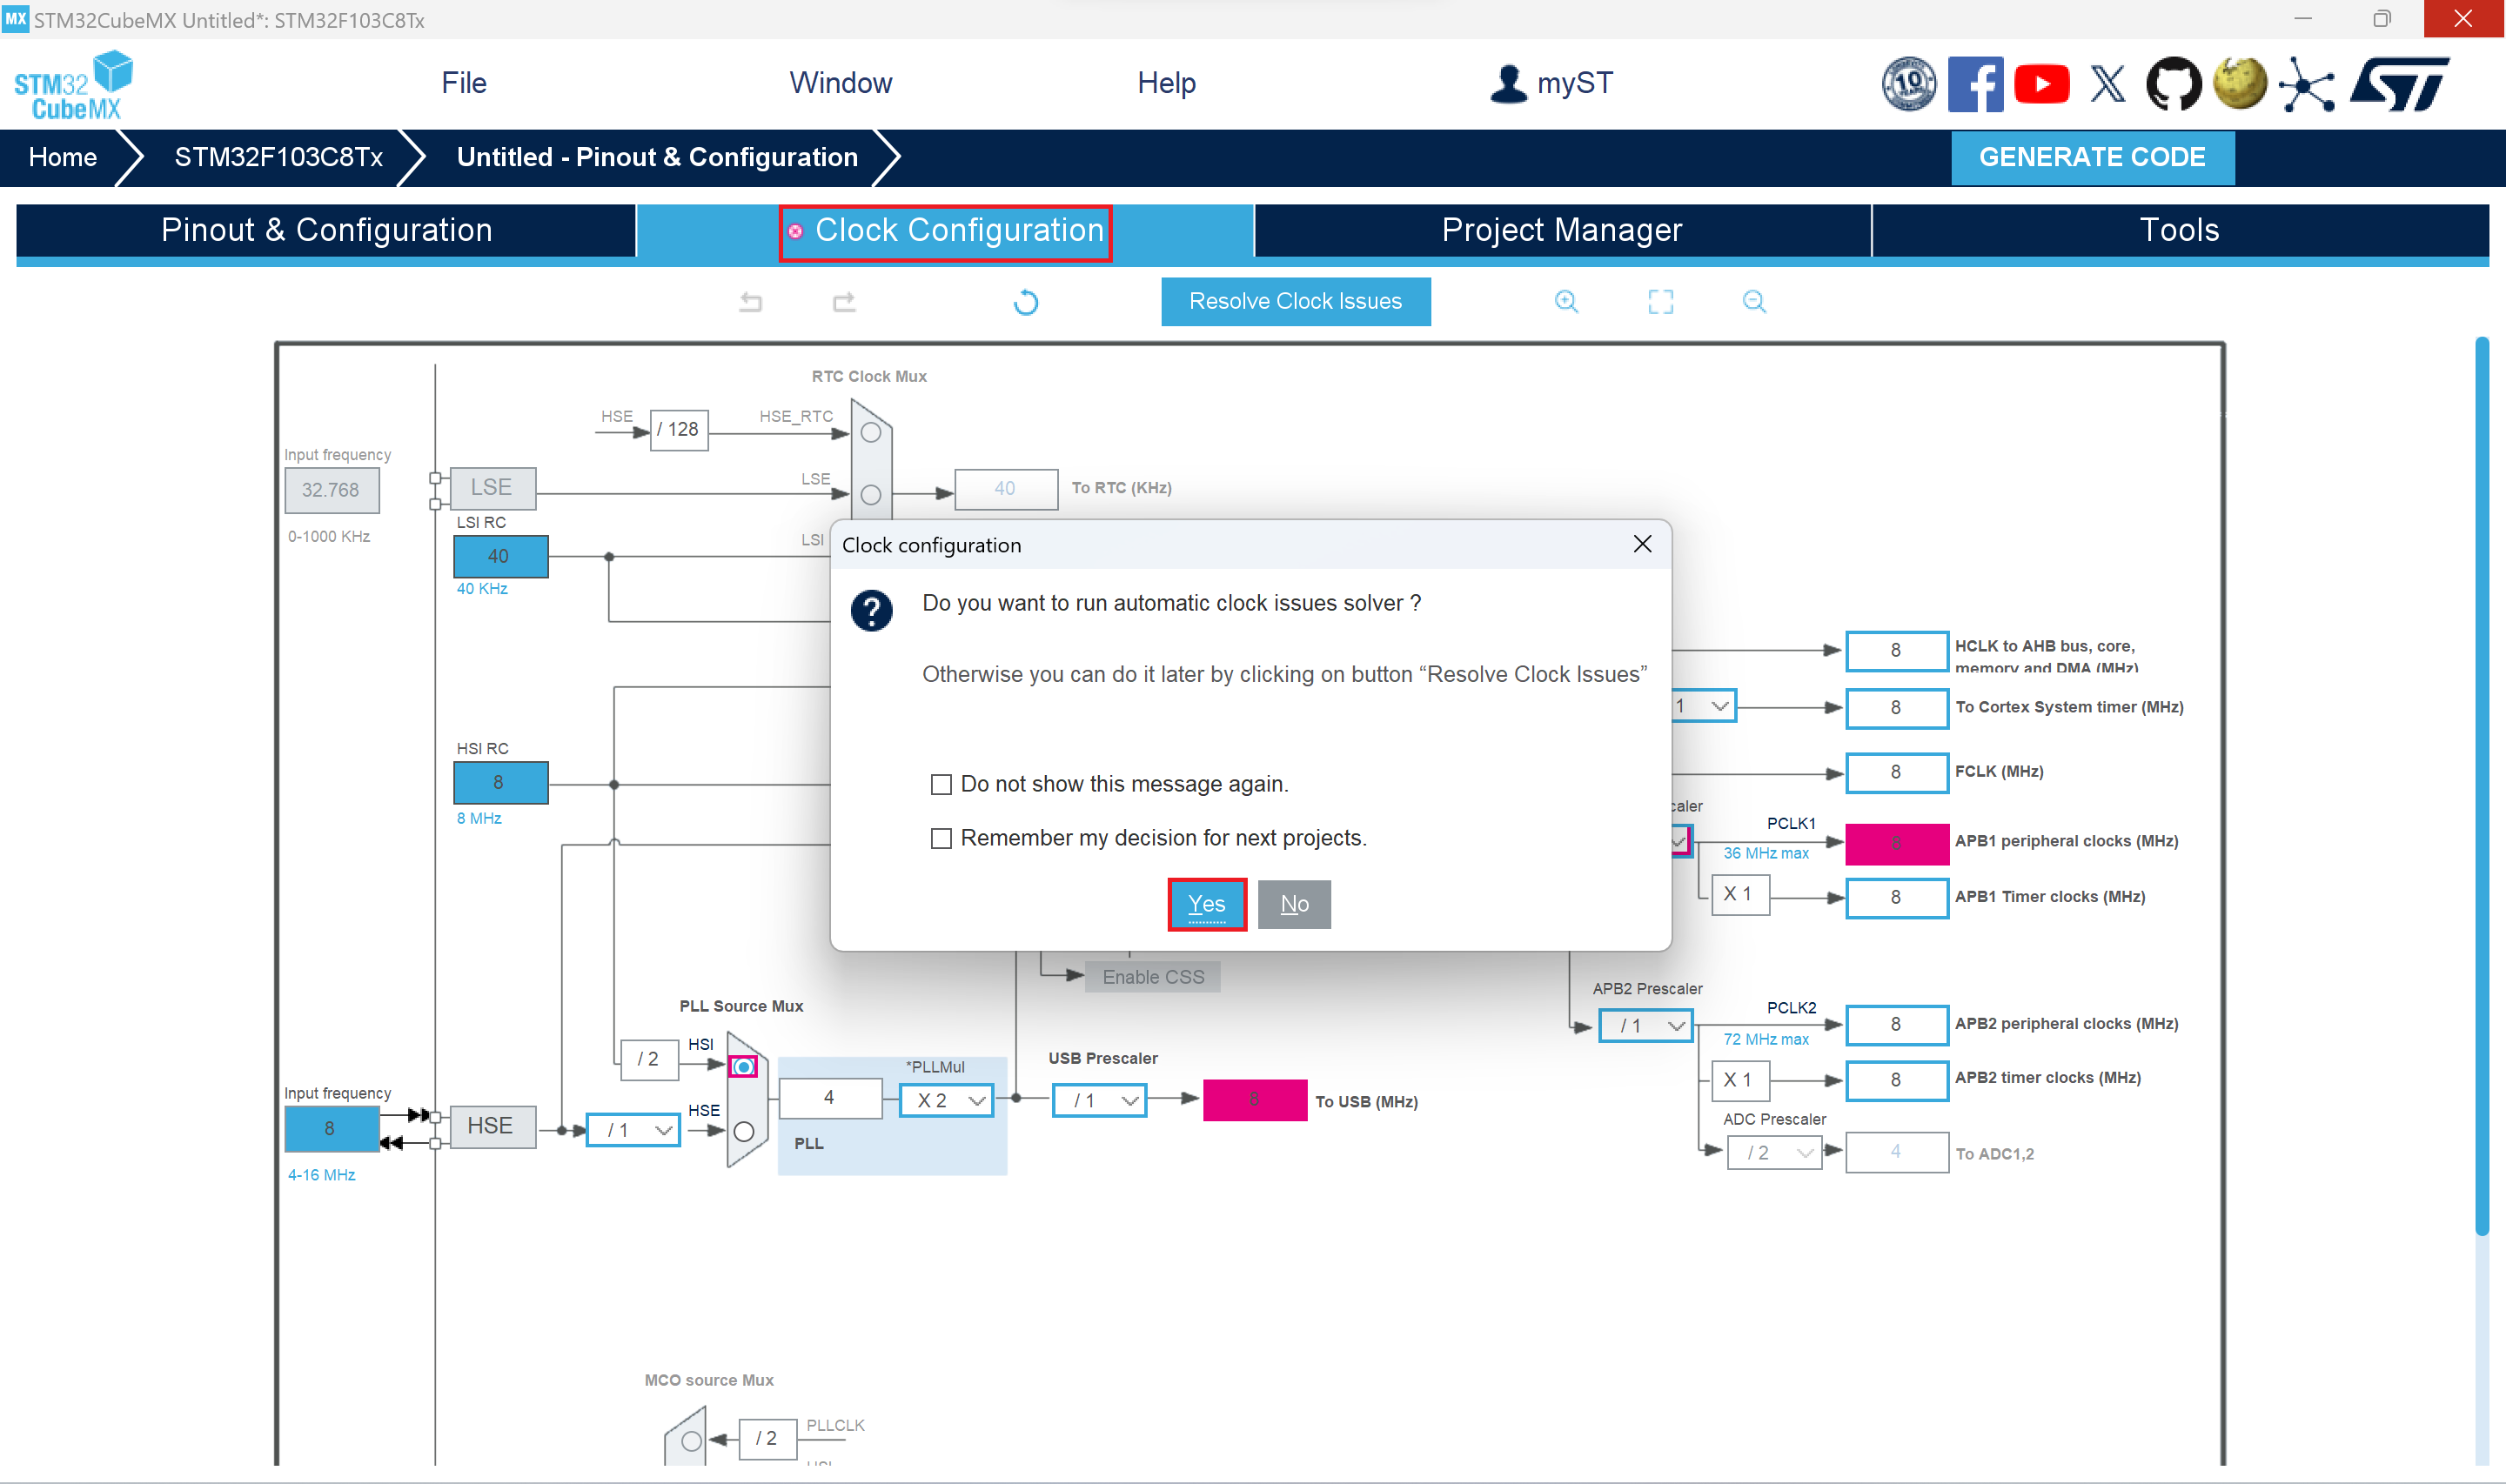 MX STM32CubeMX Untitled*: STM32F103C8Tx
STM32
CubeMX
File
Window
Help
myST
10
YEARS
Home
STM32F103C8Tx
Untitled - Pinout & Configuration
GENERATE CODE
Pinout & Configuration
Clock Configuration
Project Manager
Tools
Resolve Clock Issues
RTC Clock Mux
HSE
/ 128
HSE_RTC
Input frequency
32.768
0-1000 KHz
LSE
LSE
40
To RTC (KHz)
LSI RC
40
40 KHz
LSI
Clock configuration
Do you want to run automatic clock issues solver ?
Otherwise you can do it later by clicking on button “Resolve Clock Issues”
Do not show this message again.
Remember my decision for next projects.
Yes
No
8
HCLK to AHB bus, core,
memory and DMA (MHz)
1
8
To Cortex System timer (MHz)
HSI RC
8
8 MHz
8
FCLK (MHz)
caler
PCLK1
36 MHz max
8
APB1 peripheral clocks (MHz)
X 1
8
APB1 Timer clocks (MHz)
Enable CSS
PLL Source Mux
HSI
/ 2
*PLLMul
4
X 2
PLL
USB Prescaler
/ 1
8
To USB (MHz)
APB2 Prescaler
/ 1
PCLK2
72 MHz max
8
APB2 peripheral clocks (MHz)
X 1
8
APB2 timer clocks (MHz)
ADC Prescaler
/ 2
4
To ADC1,2
Input frequency
8
4-16 MHz
HSE
/ 1
HSE
MCO source Mux
/ 2
PLLCLK
HSI